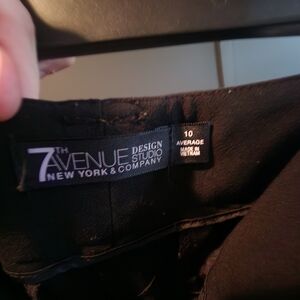 7TH AVENUE DESIGN STUDIO
NEW YORK & COMPANY
10
AVERAGE
MADE IN
VIETNAM